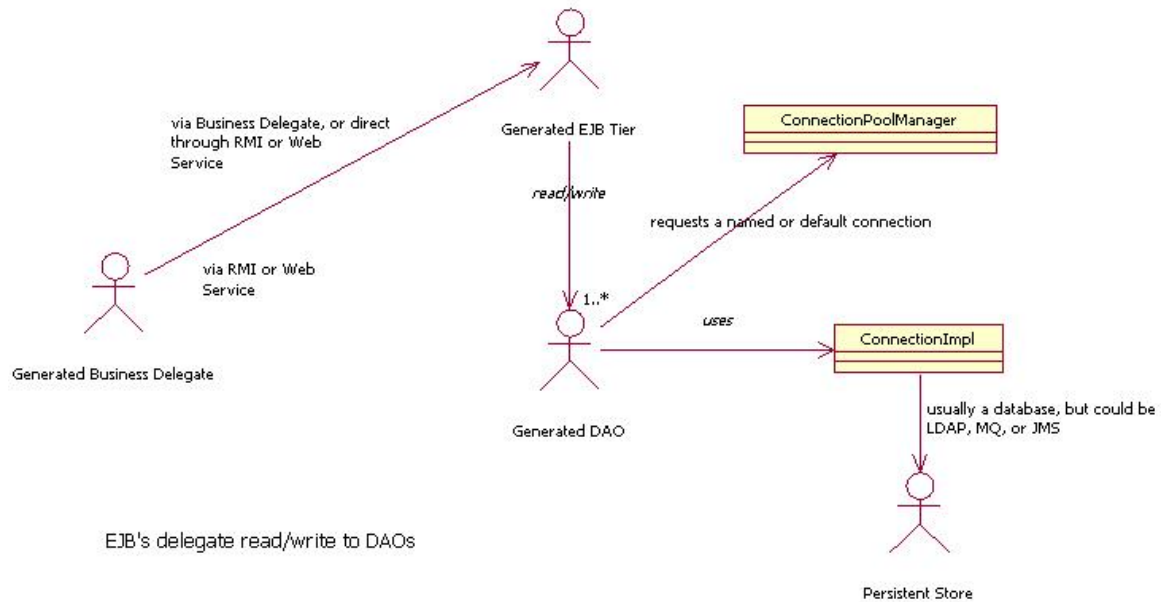 via Business Delegate, or direct
through RMI or Web
Service
Generated EJB Tier
ConnectionPoolManager
read/write
requests a named or default connection
via RMI or Web
Service
1..*
uses
ConnectionImpl
Generated Business Delegate
Generated DAO
usually a database, but could be
LDAP, MQ, or JMS
EJB's delegate read/write to DAOs
Persistent Store